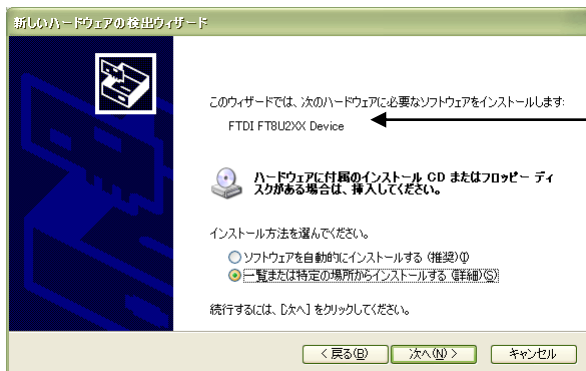 新しいハードウェアの検出ウィザード
このウィザードでは、次のハードウェアに必要なソフトウェアをインストールします:
FTDI FT8U2XX Device
ハードウェアに付属のインストール CD またはフロッピー ディ
スクがある場合は、挿入してください。
インストール方法を選んでください。
ソフトウェアを自動的にインストールする (推奨)(I)
一覧または特定の場所からインストールする (詳細)(S)
続行するには、[次へ] をクリックしてください。
< 戻る(B)
次へ(N) >
キャンセル